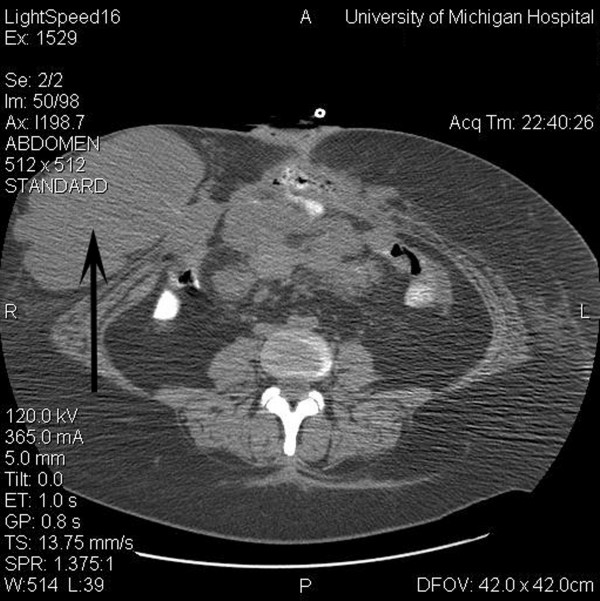 LightSpeed16
Ex: 1529
Se: 2/2
Im: 50/98
Ax: I198.7
ABDOMEN
512 x 512
STANDARD
A
University of Michigan Hospital
Acq Tm: 22:40:26
R
L
120.0 kV
365.0 mA
5.0 mm
Tilt: 0.0
ET: 1.0 s
GP: 0.8 s
TS: 13.75 mm/s
SPR: 1.375:1
W:514 L:39
P
DFOV: 42.0 x 42.0cm